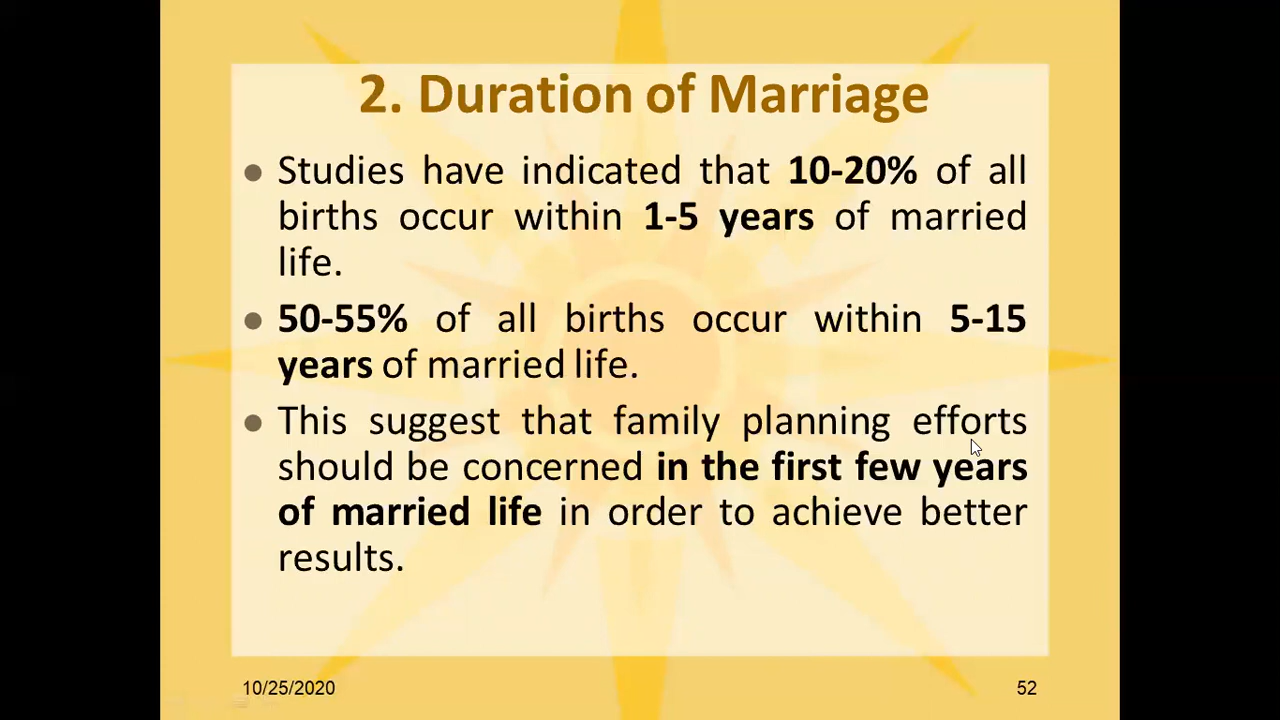 2. Duration of Marriage
● Studies have indicated that 10-20% of all
births occur within 1-5 years of married
life.
● 50-55% of all births occur within 5-15
years of married life.
● This suggest that family planning efforts
should be concerned in the first few years
of married life in order to achieve better
results.
10/25/2020
52